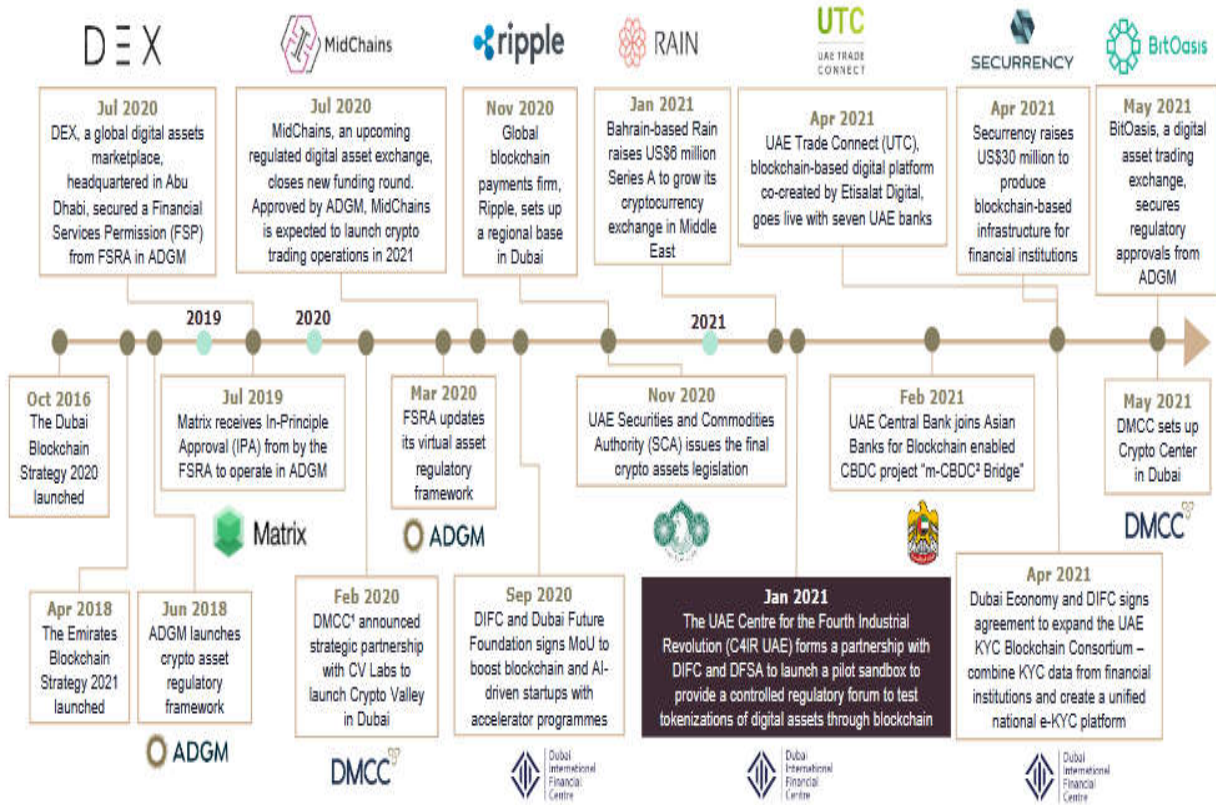 DEX
MidChains
ripple
RAIN
UTC
UAE TRADE
CONNECT
SECURRENCY
BitOasis
Jul 2020
DEX, a global digital assets
marketplace,
headquartered in Abu
Dhabi, secured a Financial
Services Permission (FSP)
from FSRA in ADGM
Jul 2020
MidChains, an upcoming
regulated digital asset exchange,
closes new funding round.
Approved by ADGM, MidChains
is expected to launch crypto
trading operations in 2021
Nov 2020
Global
blockchain
payments firm,
Ripple, sets up
a regional base
in Dubai
Jan 2021
Bahrain-based Rain
raises US$6 million
Series A to grow its
cryptocurrency
exchange in Middle
East
Apr 2021
UAE Trade Connect (UTC),
blockchain-based digital platform
co-created by Etisalat Digital,
goes live with seven UAE banks
Apr 2021
Securrency raises
US$30 million to
produce
blockchain-based
infrastructure for
financial institutions
May 2021
BitOasis, a digital
asset trading
exchange,
secures
regulatory
approvals from
ADGM
2019
2020
2021
Oct 2016
The Dubai
Blockchain
Strategy 2020
launched
Jul 2019
Matrix receives In-Principle
Approval (IPA) from by the
FSRA to operate in ADGM
Matrix
Mar 2020
FSRA updates
its virtual asset
regulatory
framework
ADGM
Nov 2020
UAE Securities and Commodities
Authority (SCA) issues the final
crypto assets legislation
Feb 2021
UAE Central Bank joins Asian
Banks for Blockchain enabled
CBDC project “m-CBDC² Bridge”
May 2021
DMCC sets up
Crypto Center
in Dubai
DMCC
Apr 2018
The Emirates
Blockchain
Strategy 2021
launched
Jun 2018
ADGM launches
crypto asset
regulatory
framework
ADGM
Feb 2020
DMCC¹ announced
strategic partnership
with CV Labs to
launch Crypto Valley
in Dubai
DMCC
Sep 2020
DIFC and Dubai Future
Foundation signs MoU to
boost blockchain and AI-
driven startups with
accelerator programmes
Dubai
International
Financial
Centre
Jan 2021
The UAE Centre for the Fourth Industrial
Revolution (C4IR UAE) forms a partnership with
DIFC and DFSA to launch a pilot sandbox to
provide a controlled regulatory forum to test
tokenizations of digital assets through blockchain
Dubai
International
Financial
Centre
Apr 2021
Dubai Economy and DIFC signs
agreement to expand the UAE
KYC Blockchain Consortium –
combine KYC data from financial
institutions and create a unified
national e-KYC platform
Dubai
International
Financial
Centre